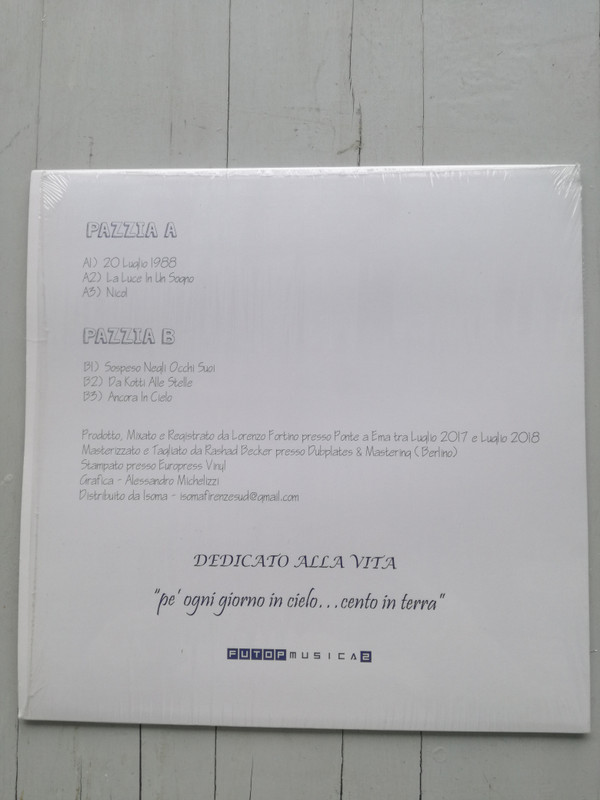 PAZZIA A
A1) 20 Luglio 1988
A2) La Luce In Un Sogno
A3) Nicol
PAZZIA B
B1) Sospeso Negli Occhi Suoi
B2) Da Kotti Alle Stelle
B3) Ancora In Cielo
Prodotto, Mixato e Registrato da Lorenzo Fortino presso Ponte a Ema tra Luglio 2017 e Luglio 2018
Masterizzato e Tagliato da Rashad Becker presso Dubplates & Mastering (Berlino)
Stampato presso Europress Vinyl
Grafica - Alessandro Michelizzi
Distribuito da Isoma - isomafirenzesud@gmail.com
DEDICATO ALLA VITA
"pe' ogni giorno in cielo...cento in terra"
FUTOPMUSICA2